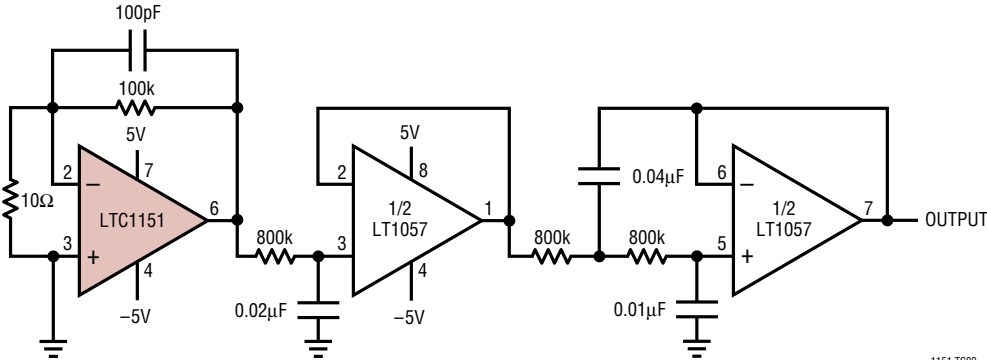 100pF
100k
5V
2
7
–
10Ω
LTC1151
6
3
+
4
–5V
800k
0.02µF
5V
2
8
1/2
LT1057
1
3
4
–5V
800k
0.04µF
800k
0.01µF
6
–
1/2
LT1057
7
OUTPUT
5
+